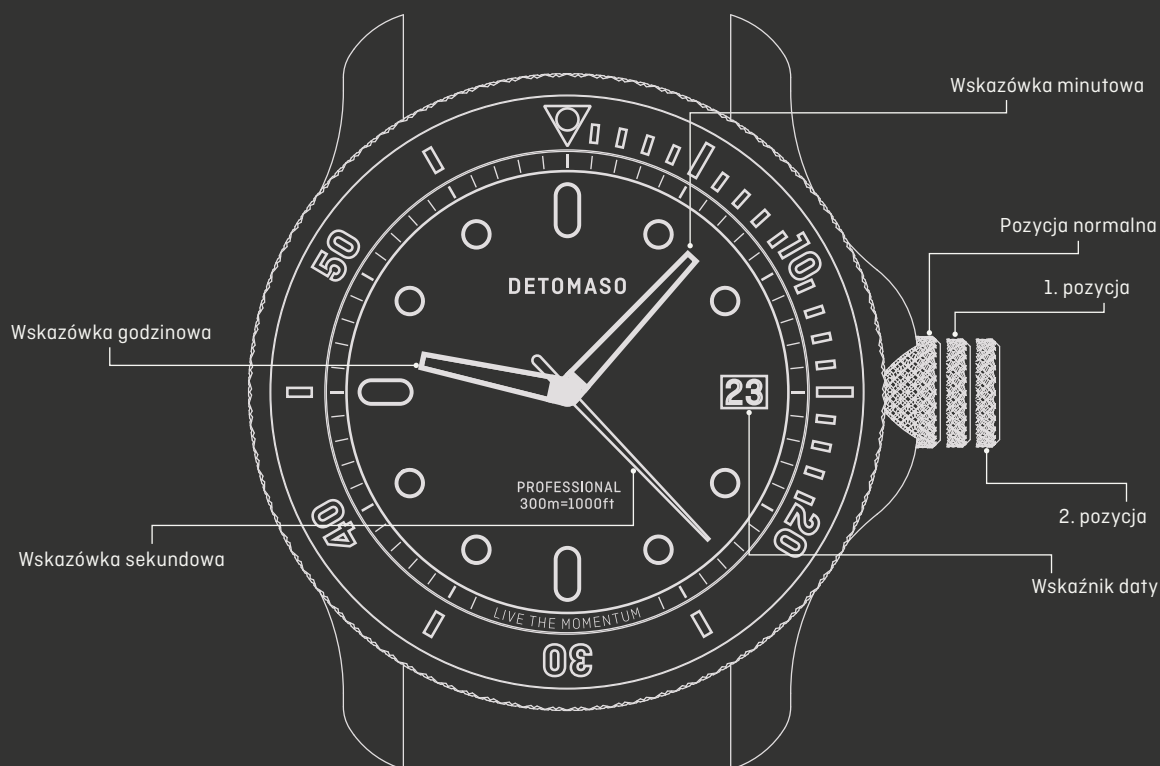 Wskazówka minutowa
Pozycja normalna
1. pozycja
Wskazówka godzinowa
50
10
DETOMASO
23
PROFESSIONAL
300m=1000ft
40
20
2. pozycja
Wskazówka sekundowa
Wskaźnik daty
LIVE THE MOMENTUM
30